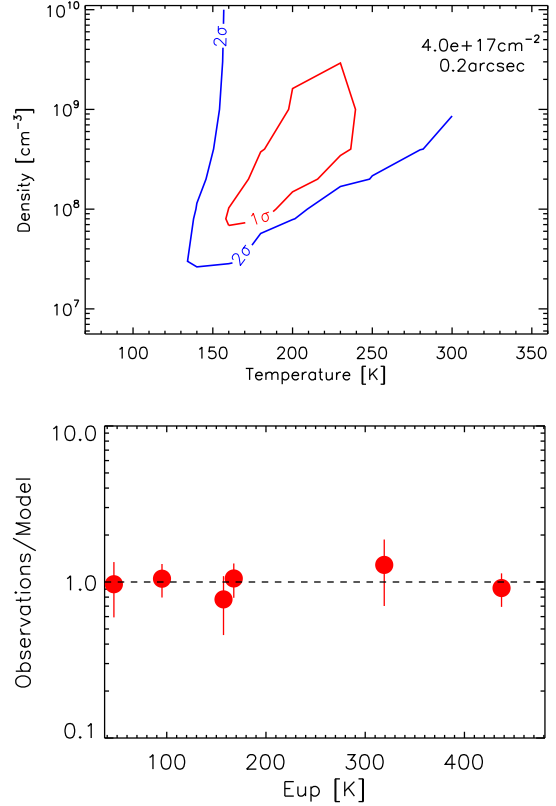 10¹⁰
2σ
4.0e+17cm⁻²
0.2arcsec
10⁹
Density [cm⁻³]
10⁸
1σ
2σ
10⁷
100 150 200 250 300 350
Temperature [K]
10.0
Observations/Model
1.0
0.1
100 200 300 400
Eup [K]